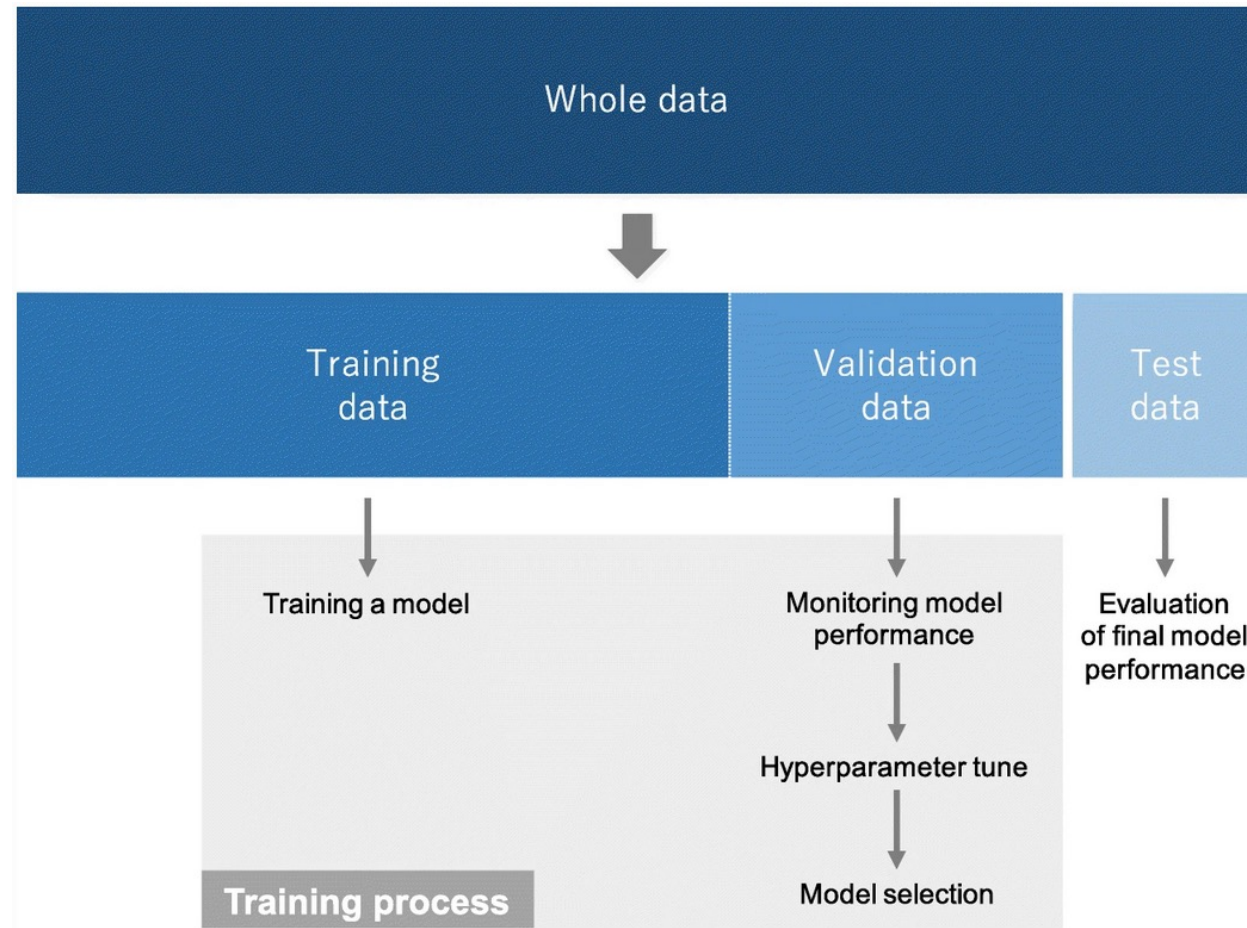 Whole data
Training
data
Validation
data
Test
data
Training a model
Monitoring model
performance
Hyperparameter tune
Model selection
Evaluation
of final model
performance
Training process